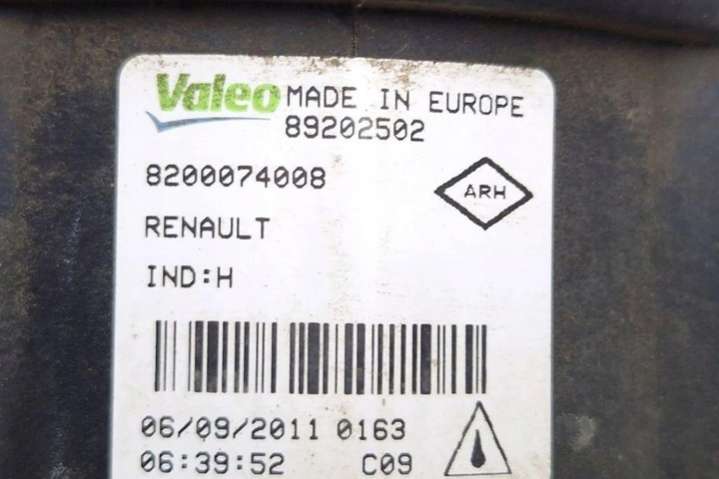 Valeo MADE IN EUROPE
89202502
8200074008
ARH
RENAULT
IND:H
06/09/2011 0163
06:39:52 C09